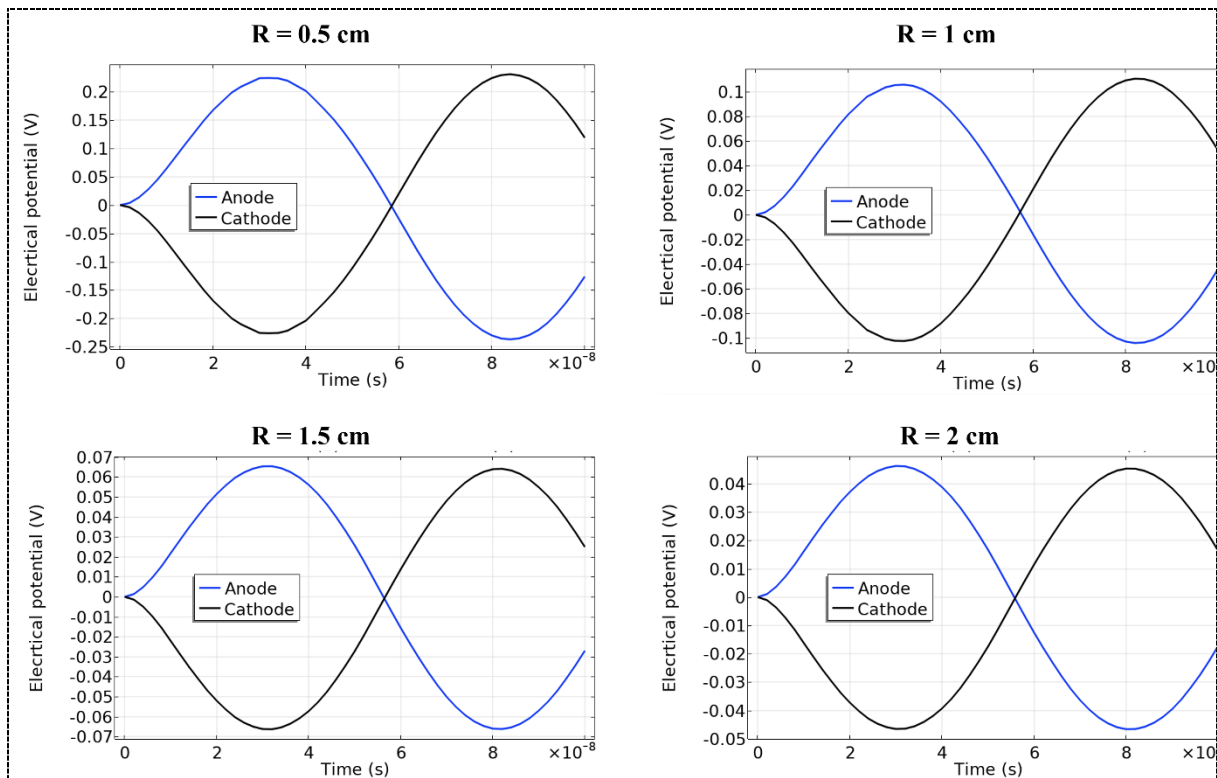 R = 0.5 cm
0.2
0.15
0.1
0.05
0
-0.05
-0.1
-0.15
-0.2
-0.25
Elecrtical potential (V)
Anode
Cathode
0 2 4 6 8 ×10⁻⁸
Time (s)
R = 1 cm
0.1
0.08
0.06
0.04
0.02
0
-0.02
-0.04
-0.06
-0.08
-0.1
Elecrtical potential (V)
Anode
Cathode
0 2 4 6 8 ×10
Time (s)
R = 1.5 cm
0.07
0.06
0.05
0.04
0.03
0.02
0.01
0
-0.01
-0.02
-0.03
-0.04
-0.05
-0.06
-0.07
Elecrtical potential (V)
Anode
Cathode
0 2 4 6 8 ×10⁻⁸
Time (s)
R = 2 cm
0.04
0.03
0.02
0.01
0
-0.01
-0.02
-0.03
-0.04
-0.05
Elecrtical potential (V)
Anode
Cathode
0 2 4 6 8 ×10
Time (s)